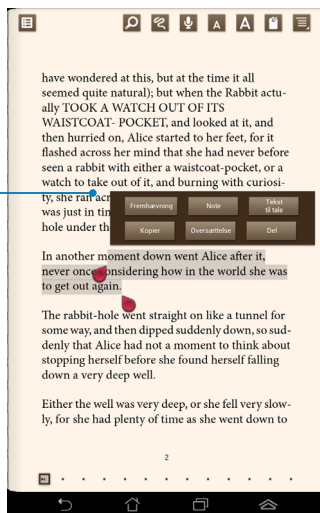 A A
have wondered at this, but at the time it all
seemed quite natural); but when the Rabbit actu-
ally TOOK A WATCH OUT OF ITS
WAISTCOAT- POCKET, and looked at it, and
then hurried on, Alice started to her feet, for it
flashed across her mind that she had never before
seen a rabbit with either a waistcoat-pocket, or a
watch to take out of it, and burning with curiosi-
ty, she ran acr
was just in tim
hole under th
Fremhævning Note Tekst
til tale
Kopier Oversættelse Del
In another moment down went Alice after it,
never once considering how in the world she was
to get out again.
The rabbit-hole went straight on like a tunnel for
some way, and then dipped suddenly down, so sud-
denly that Alice had not a moment to think about
stopping herself before she found herself falling
down a very deep well.
Either the well was very deep, or she fell very slow-
ly, for she had plenty of time as she went down to
2